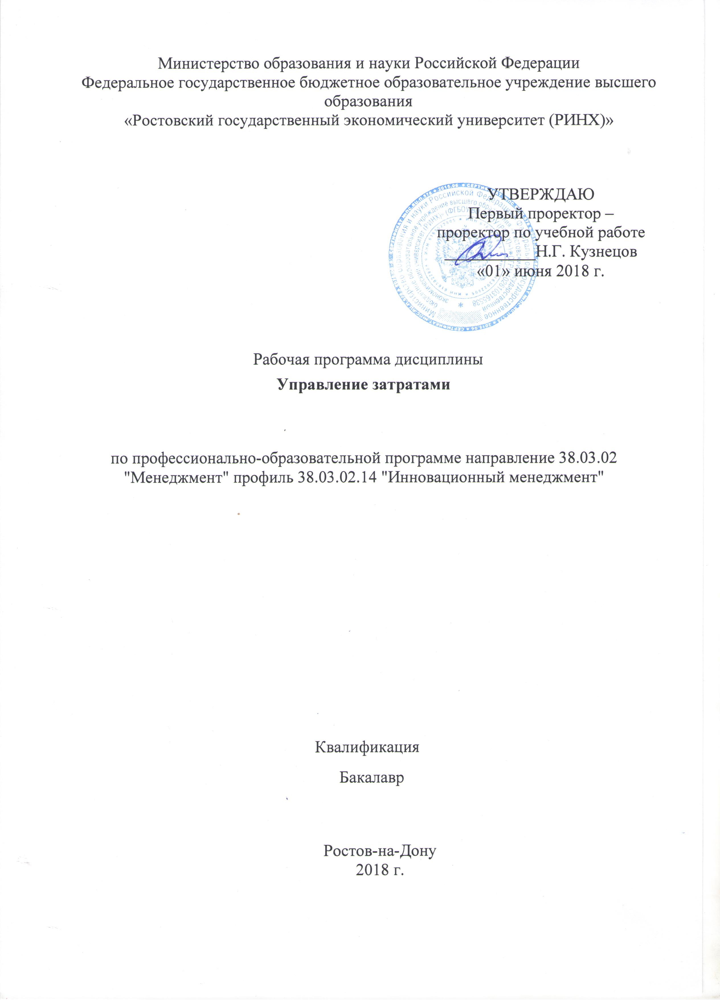 Министерство образования и науки Российской Федерации
Федеральное государственное бюджетное образовательное учреждение высшего
образования
«Ростовский государственный экономический университет (РИНХ)»
УТВЕРЖДАЮ
Первый проректор –
проректор по учебной работе
Н.Г. Кузнецов
«01» июня 2018 г.
Рабочая программа дисциплины
Управление затратами
по профессионально-образовательной программе направление 38.03.02
"Менеджмент" профиль 38.03.02.14 "Инновационный менеджмент"
Квалификация
Бакалавр
Ростов-на-Дону
2018 г.